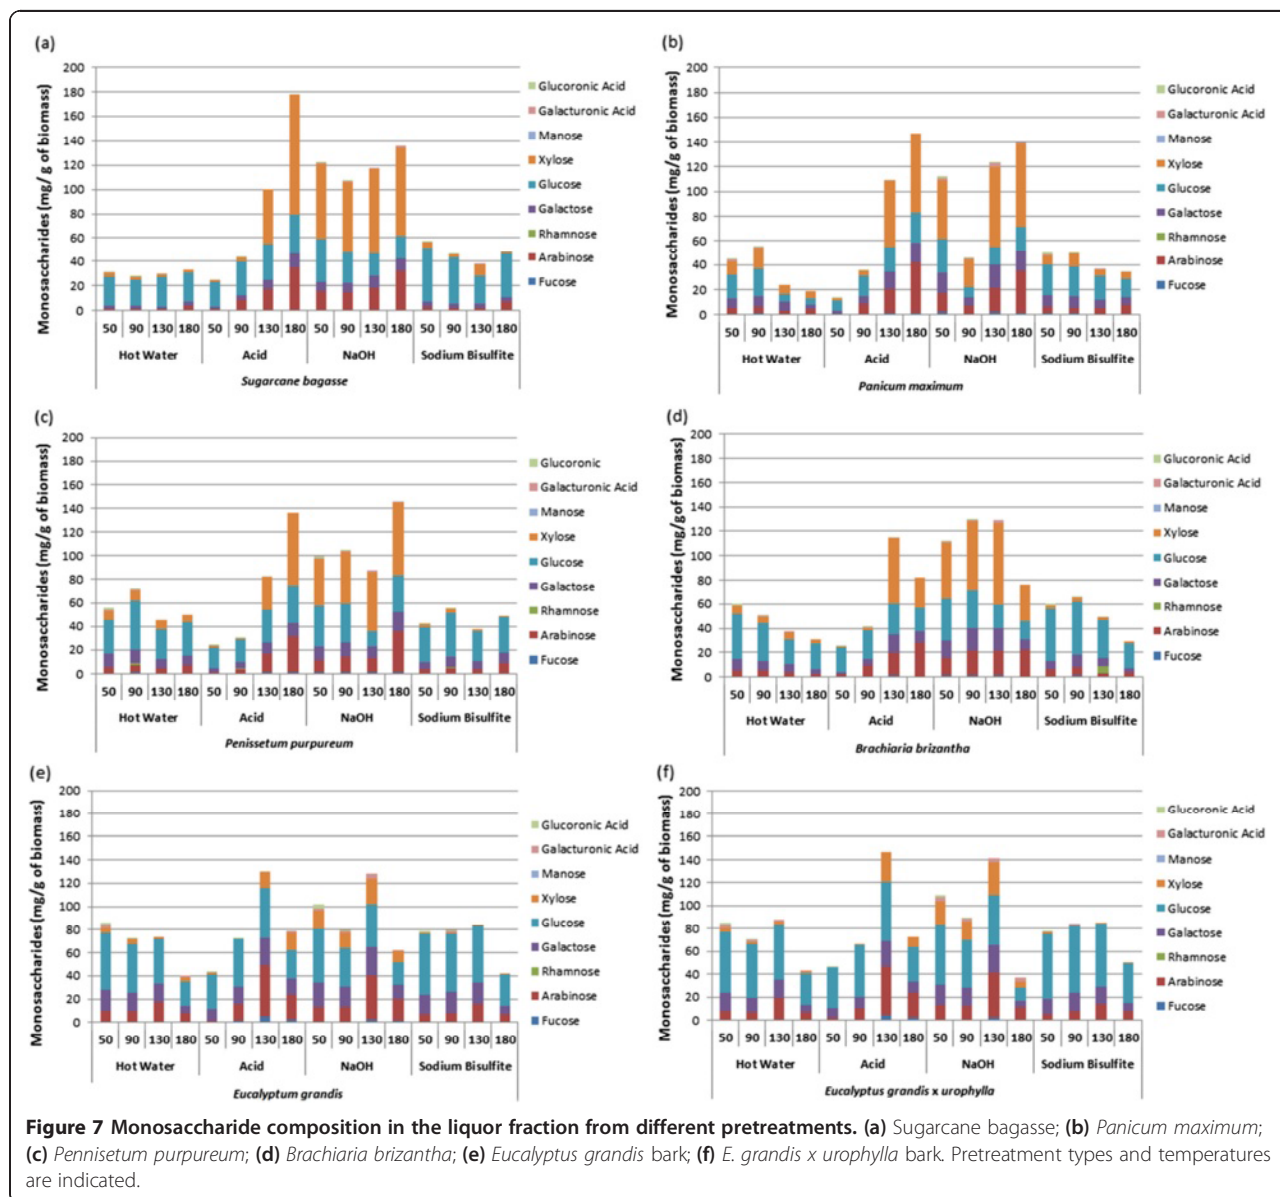 (a)
Monosaccharides (mg/ g of biomass)
200
180
160
140
120
100
80
60
40
20
0
50 90 130 180 50 90 130 180 50 90 130 180 50 90 130 180
Hot Water Acid NaOH Sodium Bisulfite
Sugarcane bagasse
Glucoronic Acid
Galacturonic Acid
Manose
Xylose
Glucose
Galactose
Rhamnose
Arabinose
Fucose
(b)
Monosaccharides (mg/g of biomass)
200
180
160
140
120
100
80
60
40
20
0
50 90 130 180 50 90 130 180 50 90 130 180 50 90 130 180
Hot Water Acid NaOH Sodium Bisulfite
Panicum maximum
Glucoronic Acid
Galacturonic Acid
Manose
Xylose
Glucose
Galactose
Rhamnose
Arabinose
Fucose
(c)
Monosaccharides (mg/g of biomass)
200
180
160
140
120
100
80
60
40
20
0
50 90 130 180 50 90 130 180 50 90 130 180 50 90 130 180
Hot Water Acid NaOH Sodium Bisulfite
Penissetum purpureum
Glucoronic
Galacturonic Acid
Manose
Xylose
Glucose
Galactose
Rhamnose
Arabinose
Fucose
(d)
Monosaccharides (mg/gof biomass)
200
180
160
140
120
100
80
60
40
20
0
50 90 130 180 50 90 130 180 50 90 130 180 50 90 130 180
Hot Water Acid NaOH Sodium Bisulfite
Brachiaria brizantha
Glucoronic Acid
Galacturonic Acid
Manose
Xylose
Glucose
Galactose
Rhamnose
Arabinose
Fucose
(e)
Monosaccharides (mg/g of biomass)
200
180
160
140
120
100
80
60
40
20
0
50 90 130 180 50 90 130 180 50 90 130 180 50 90 130 180
Hot Water Acid NaOH Sodium Bisulfite
Eucalyptum grandis
Glucoronic Acid
Galacturonic Acid
Manose
Xylose
Glucose
Galactose
Rhamnose
Arabinose
Fucose
(f)
Monosaccharides (mg/g of biomass)
200
180
160
140
120
100
80
60
40
20
0
50 90 130 180 50 90 130 180 50 90 130 180 50 90 130 180
Hot Water Acid NaOH Sodium Bisulfite
Eucalyptus grandis x urophylla
Glucoronic Acid
Galacturonic Acid
Manose
Xylose
Glucose
Galactose
Rhamnose
Arabinose
Fucose
Figure 7 Monosaccharide composition in the liquor fraction from different pretreatments. (a) Sugarcane bagasse; (b) Panicum maximum;
(c) Pennisetum purpureum; (d) Brachiaria brizantha; (e) Eucalyptus grandis bark; (f) E. grandis x urophylla bark. Pretreatment types and temperatures
are indicated.